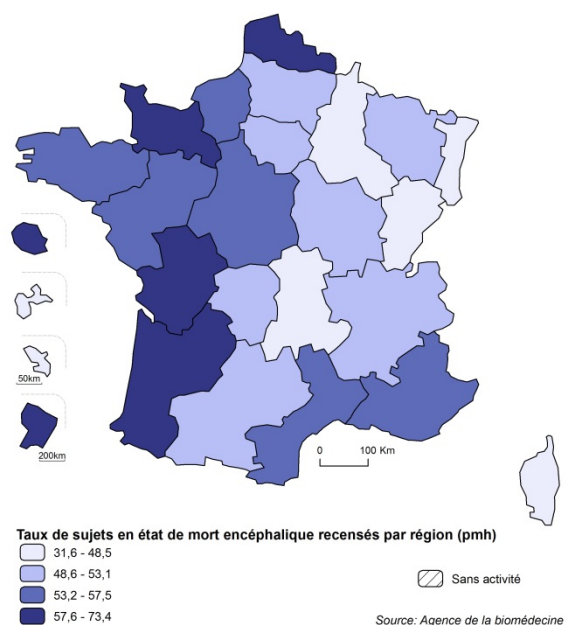 50km
200km
0 100 Km
Taux de sujets en état de mort encéphalique recensés par région (pmh)
31,6 - 48,5
48,6 - 53,1
53,2 - 57,5
57,6 - 73,4
Sans activité
Source: Agence de la biomédecine